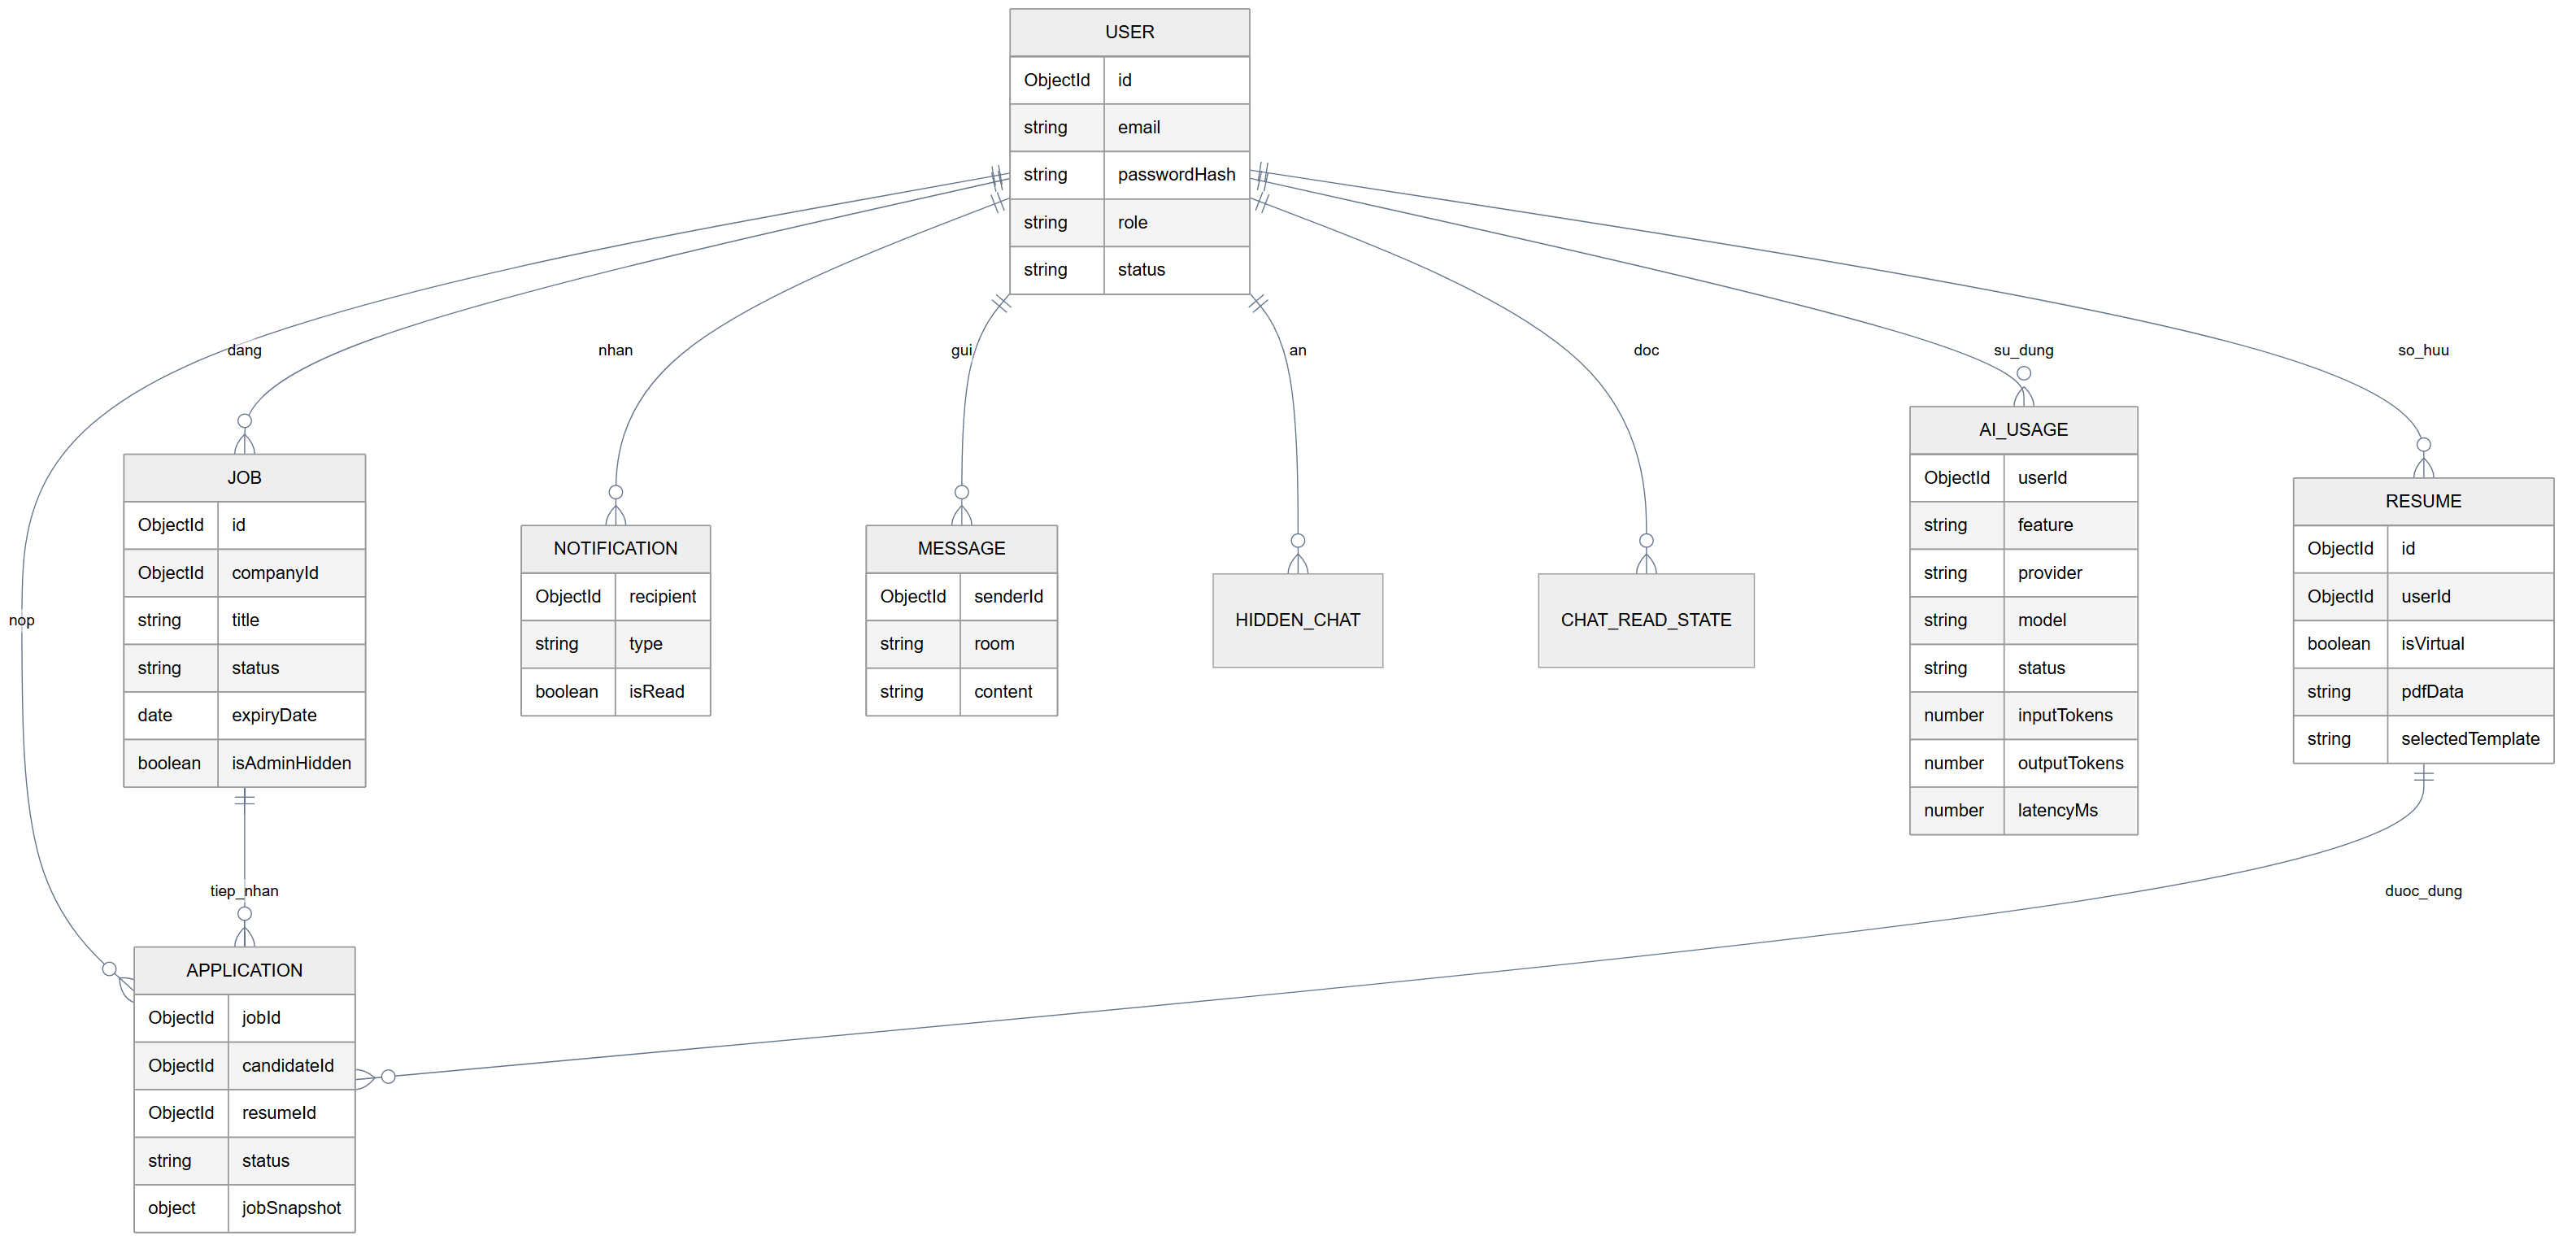 USER
ObjectId id
string email
string passwordHash
string role
string status
dang
nhan
gui
an
doc
su_dung
so_huu
JOB
ObjectId id
ObjectId companyId
string title
string status
date expiryDate
boolean isAdminHidden
NOTIFICATION
ObjectId recipient
string type
boolean isRead
MESSAGE
ObjectId senderId
string room
string content
HIDDEN_CHAT
CHAT_READ_STATE
AI_USAGE
ObjectId userId
string feature
string provider
string model
string status
number inputTokens
number outputTokens
number latencyMs
RESUME
ObjectId id
ObjectId userId
boolean isVirtual
string pdfData
string selectedTemplate
nop
tiep_nhan
duoc_dung
APPLICATION
ObjectId jobId
ObjectId candidateId
ObjectId resumeId
string status
object jobSnapshot